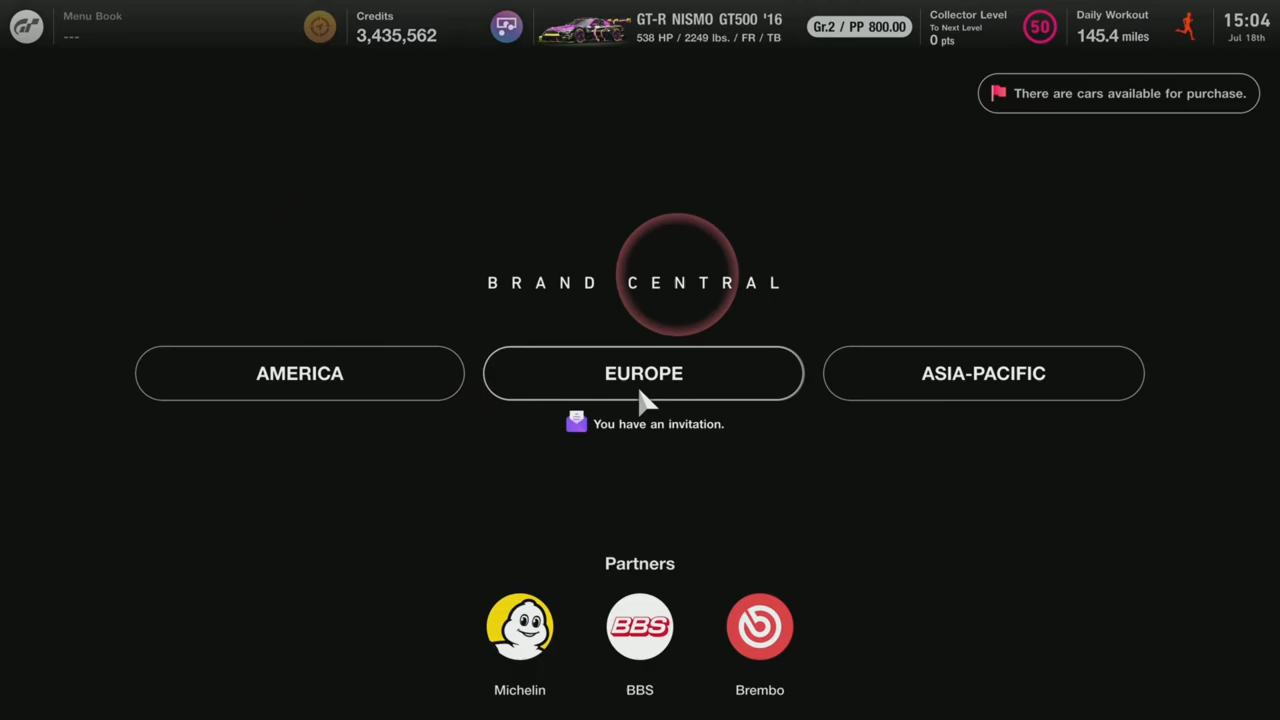 Menu Book
---
Credits
3,435,562
GT-R NISMO GT500 '16
538 HP / 2249 lbs. / FR / TB
Gr.2 / PP 800.00
Collector Level
To Next Level
0 pts
50
Daily Workout
145.4 miles
15:04
Jul 18th
There are cars available for purchase.
BRAND CENTRAL
AMERICA
EUROPE
ASIA-PACIFIC
You have an invitation.
Partners
BBS
Michelin
BBS
Brembo